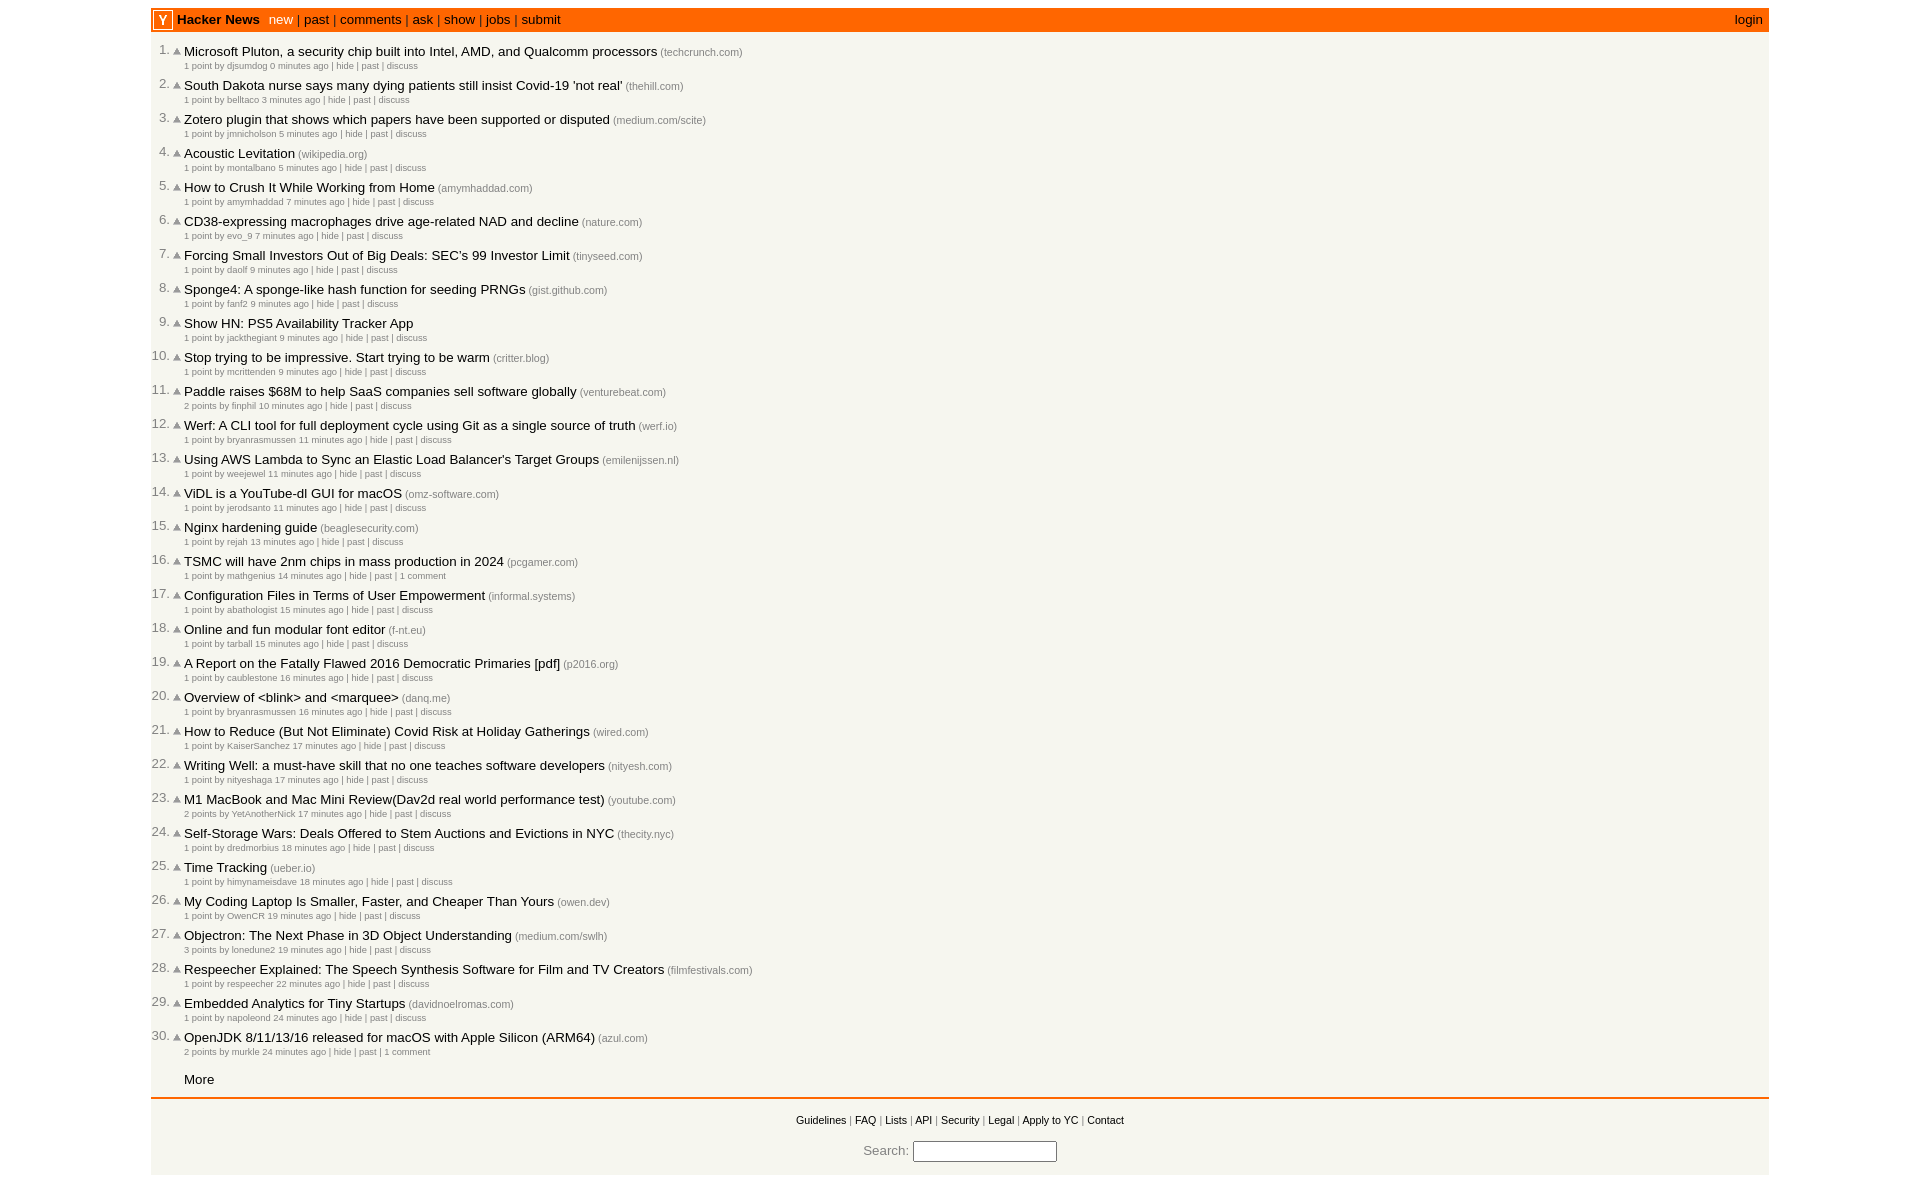 Y Hacker News new | past | comments | ask | show | jobs | submit login
1. Microsoft Pluton, a security chip built into Intel, AMD, and Qualcomm processors (techcrunch.com)
1 point by djsumdog 0 minutes ago | hide | past | discuss
2. South Dakota nurse says many dying patients still insist Covid-19 'not real' (thehill.com)
1 point by belltaco 3 minutes ago | hide | past | discuss
3. Zotero plugin that shows which papers have been supported or disputed (medium.com/scite)
1 point by jmnicholson 5 minutes ago | hide | past | discuss
4. Acoustic Levitation (wikipedia.org)
1 point by montalbano 5 minutes ago | hide | past | discuss
5. How to Crush It While Working from Home (amymhaddad.com)
1 point by amymhaddad 7 minutes ago | hide | past | discuss
6. CD38-expressing macrophages drive age-related NAD and decline (nature.com)
1 point by evo_9 7 minutes ago | hide | past | discuss
7. Forcing Small Investors Out of Big Deals: SEC's 99 Investor Limit (tinyseed.com)
1 point by daolf 9 minutes ago | hide | past | discuss
8. Sponge4: A sponge-like hash function for seeding PRNGs (gist.github.com)
1 point by fanf2 9 minutes ago | hide | past | discuss
9. Show HN: PS5 Availability Tracker App
1 point by jackthegiant 9 minutes ago | hide | past | discuss
10. Stop trying to be impressive. Start trying to be warm (critter.blog)
1 point by mcrittenden 9 minutes ago | hide | past | discuss
11. Paddle raises $68M to help SaaS companies sell software globally (venturebeat.com)
2 points by finphil 10 minutes ago | hide | past | discuss
12. Werf: A CLI tool for full deployment cycle using Git as a single source of truth (werf.io)
1 point by bryanrasmussen 11 minutes ago | hide | past | discuss
13. Using AWS Lambda to Sync an Elastic Load Balancer's Target Groups (emilenijssen.nl)
1 point by weejewel 11 minutes ago | hide | past | discuss
14. ViDL is a YouTube-dl GUI for macOS (omz-software.com)
1 point by jerodsanto 11 minutes ago | hide | past | discuss
15. Nginx hardening guide (beaglesecurity.com)
1 point by rejah 13 minutes ago | hide | past | discuss
16. TSMC will have 2nm chips in mass production in 2024 (pcgamer.com)
1 point by mathgenius 14 minutes ago | hide | past | 1 comment
17. Configuration Files in Terms of User Empowerment (informal.systems)
1 point by abathologist 15 minutes ago | hide | past | discuss
18. Online and fun modular font editor (f-nt.eu)
1 point by tarball 15 minutes ago | hide | past | discuss
19. A Report on the Fatally Flawed 2016 Democratic Primaries [pdf] (p2016.org)
1 point by caublestone 16 minutes ago | hide | past | discuss
20. Overview of <blink> and <marquee> (danq.me)
1 point by bryanrasmussen 16 minutes ago | hide | past | discuss
21. How to Reduce (But Not Eliminate) Covid Risk at Holiday Gatherings (wired.com)
1 point by KaiserSanchez 17 minutes ago | hide | past | discuss
22. Writing Well: a must-have skill that no one teaches software developers (nityesh.com)
1 point by nityeshaga 17 minutes ago | hide | past | discuss
23. M1 MacBook and Mac Mini Review(Dav2d real world performance test) (youtube.com)
2 points by YetAnotherNick 17 minutes ago | hide | past | discuss
24. Self-Storage Wars: Deals Offered to Stem Auctions and Evictions in NYC (thecity.nyc)
1 point by dredmorbius 18 minutes ago | hide | past | discuss
25. Time Tracking (ueber.io)
1 point by himynameisdave 18 minutes ago | hide | past | discuss
26. My Coding Laptop Is Smaller, Faster, and Cheaper Than Yours (owen.dev)
1 point by OwenCR 19 minutes ago | hide | past | discuss
27. Objectron: The Next Phase in 3D Object Understanding (medium.com/swlh)
3 points by lonedune2 19 minutes ago | hide | past | discuss
28. Respeecher Explained: The Speech Synthesis Software for Film and TV Creators (filmfestivals.com)
1 point by respeecher 22 minutes ago | hide | past | discuss
29. Embedded Analytics for Tiny Startups (davidnoelromas.com)
1 point by napoleond 24 minutes ago | hide | past | discuss
30. OpenJDK 8/11/13/16 released for macOS with Apple Silicon (ARM64) (azul.com)
2 points by murkle 24 minutes ago | hide | past | 1 comment
More
Guidelines | FAQ | Lists | API | Security | Legal | Apply to YC | Contact
Search: